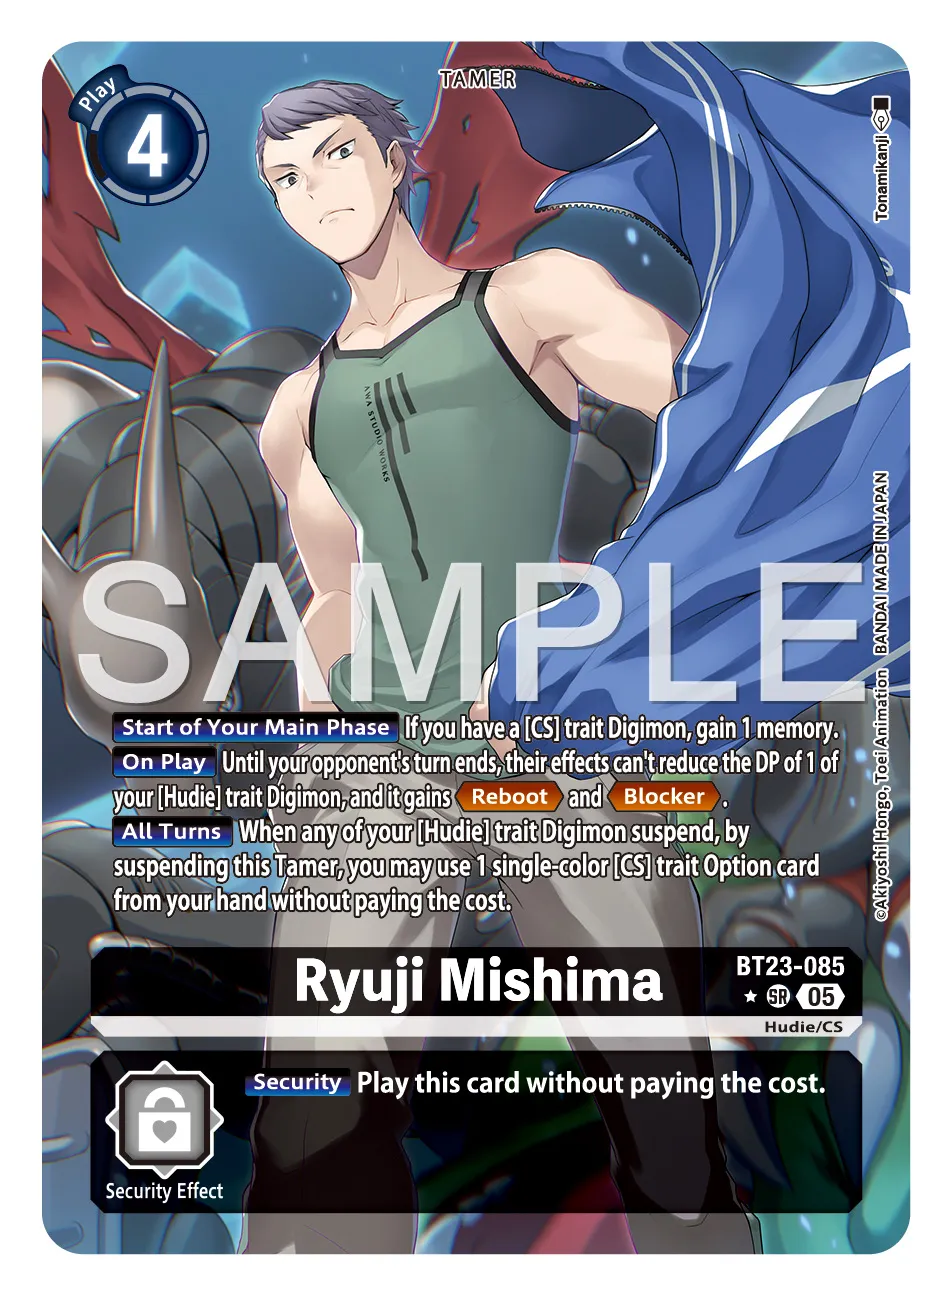 TAMER
Play
4
Tonamikanji
AWA STUDIO WORKS
SAMPLE
©Akiyoshi Hongo, Toei Animation BANDAI MADE IN JAPAN
Start of Your Main Phase If you have a [CS] trait Digimon, gain 1 memory.
On Play Until your opponent's turn ends, their effects can't reduce the DP of 1 of
your [Hudie] trait Digimon, and it gains Reboot and Blocker.
All Turns When any of your [Hudie] trait Digimon suspend, by
suspending this Tamer, you may use 1 single-color [CS] trait Option card
from your hand without paying the cost.
Ryuji Mishima
BT23-085
SR 05
Hudie/CS
Security Play this card without paying the cost.
Security Effect